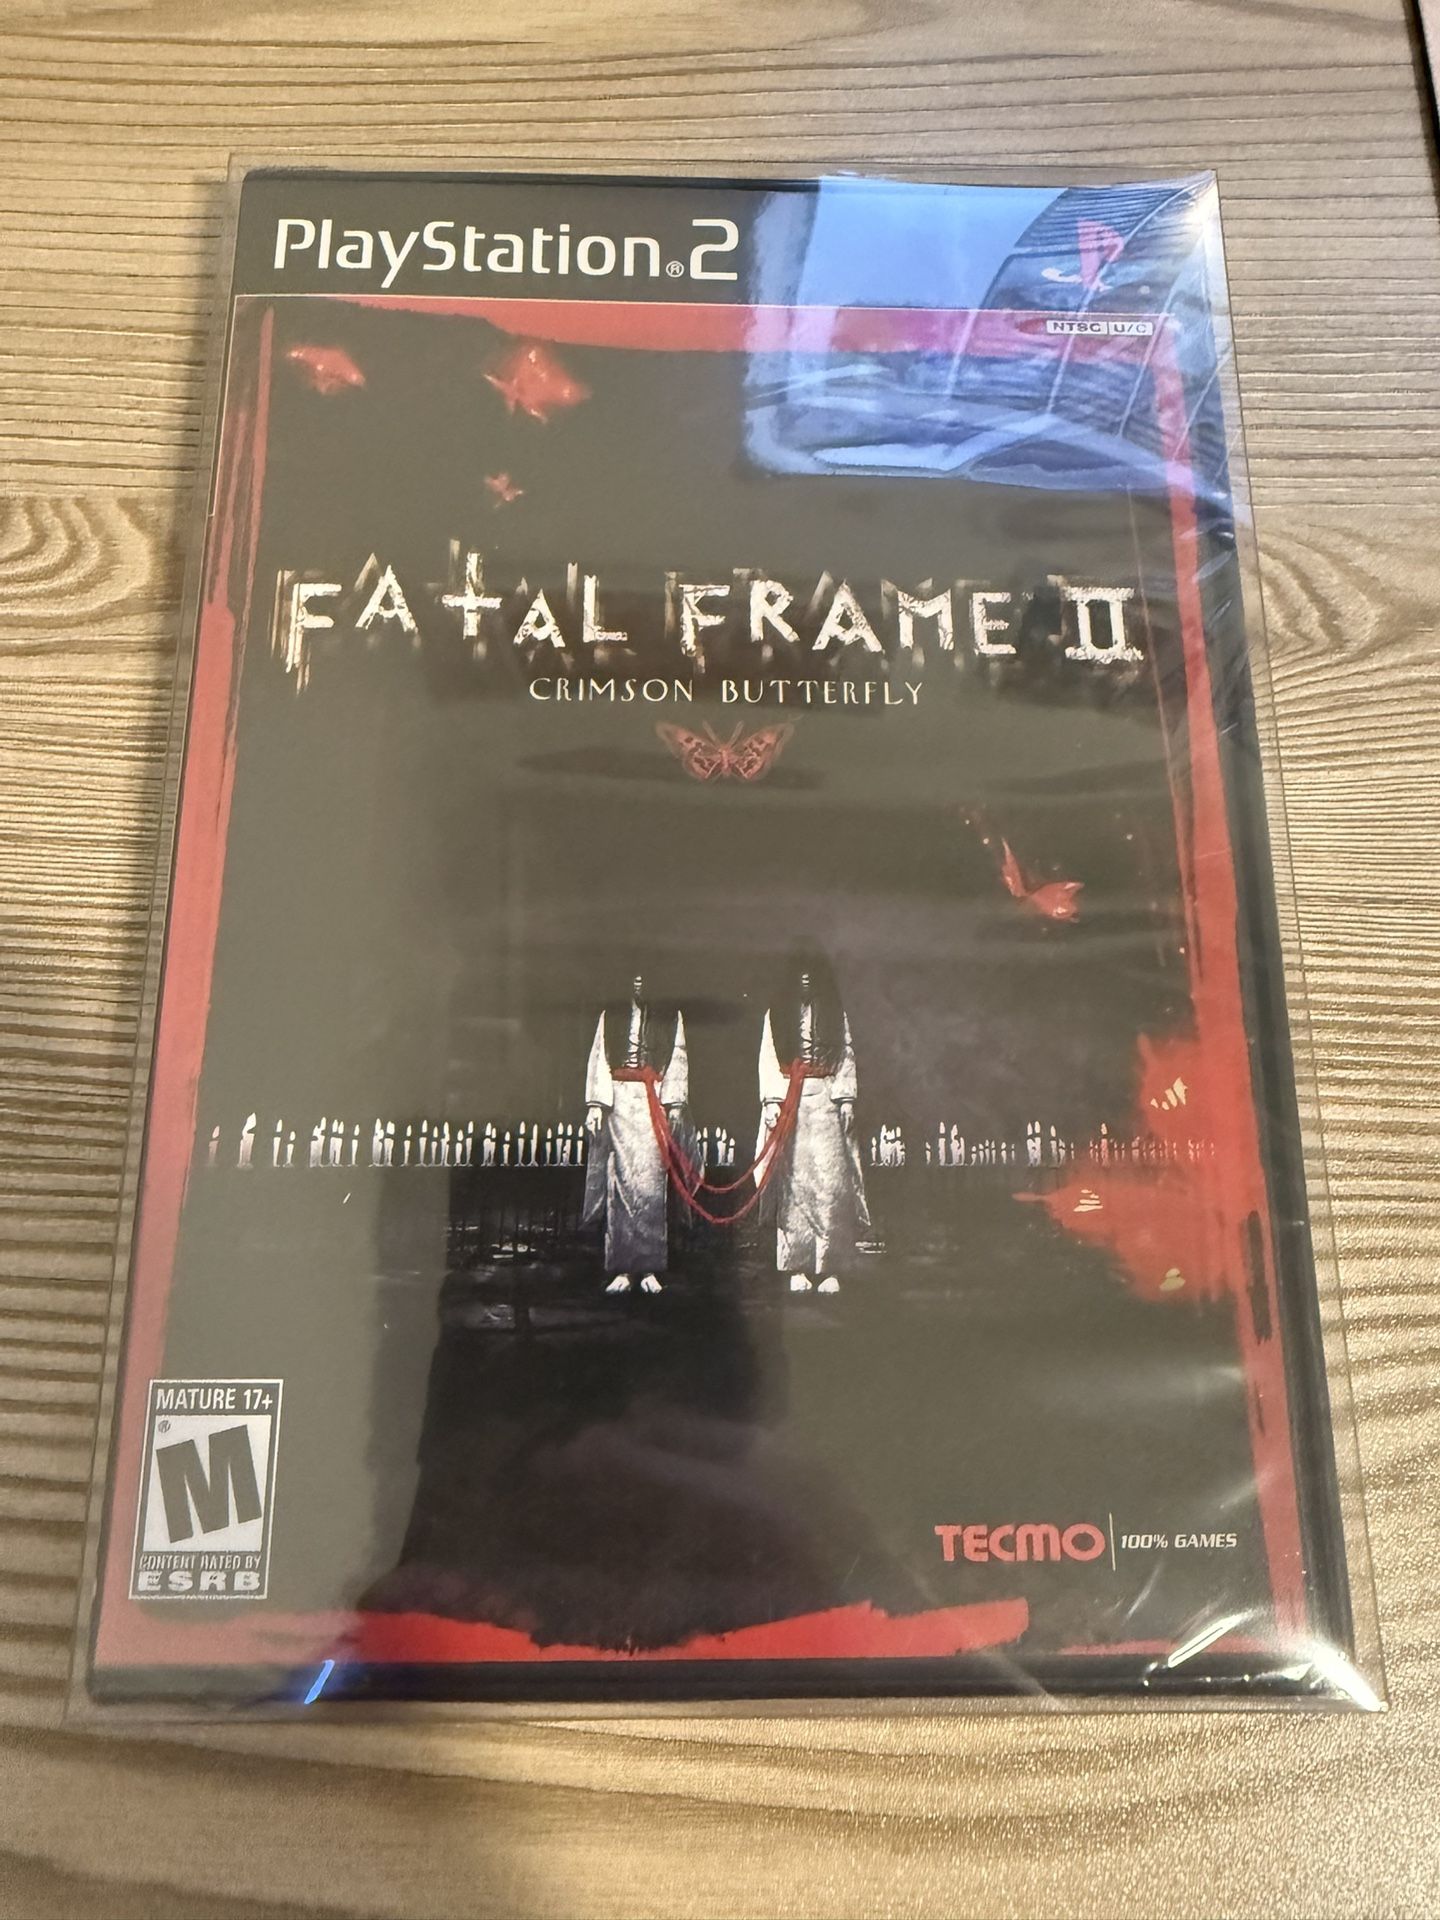 PlayStation®2
NTSC U/C
FATAL FRAME II
CRIMSON BUTTERFLY
MATURE 17+
M
®
CONTENT RATED BY
ESRB
TECMO 100% GAMES